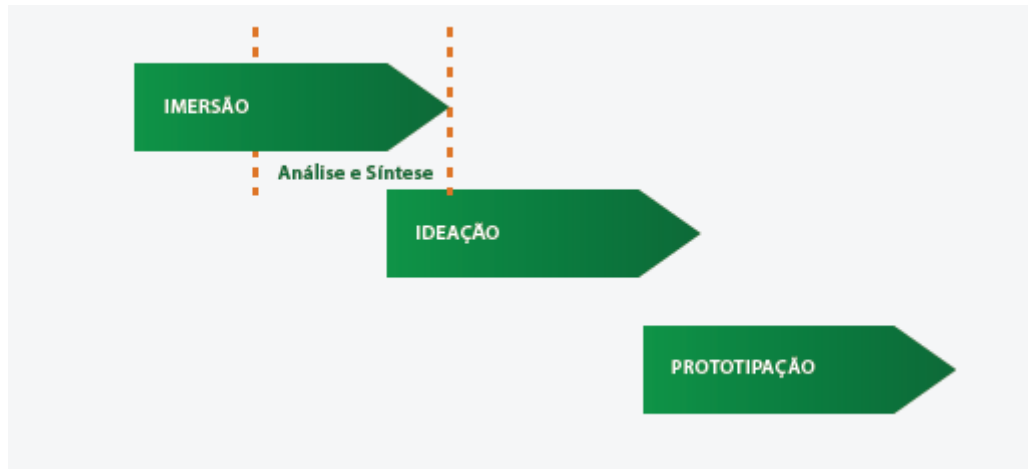 IMERSÃO
Análise e Síntese
IDEAÇÃO
PROTOTIPAÇÃO